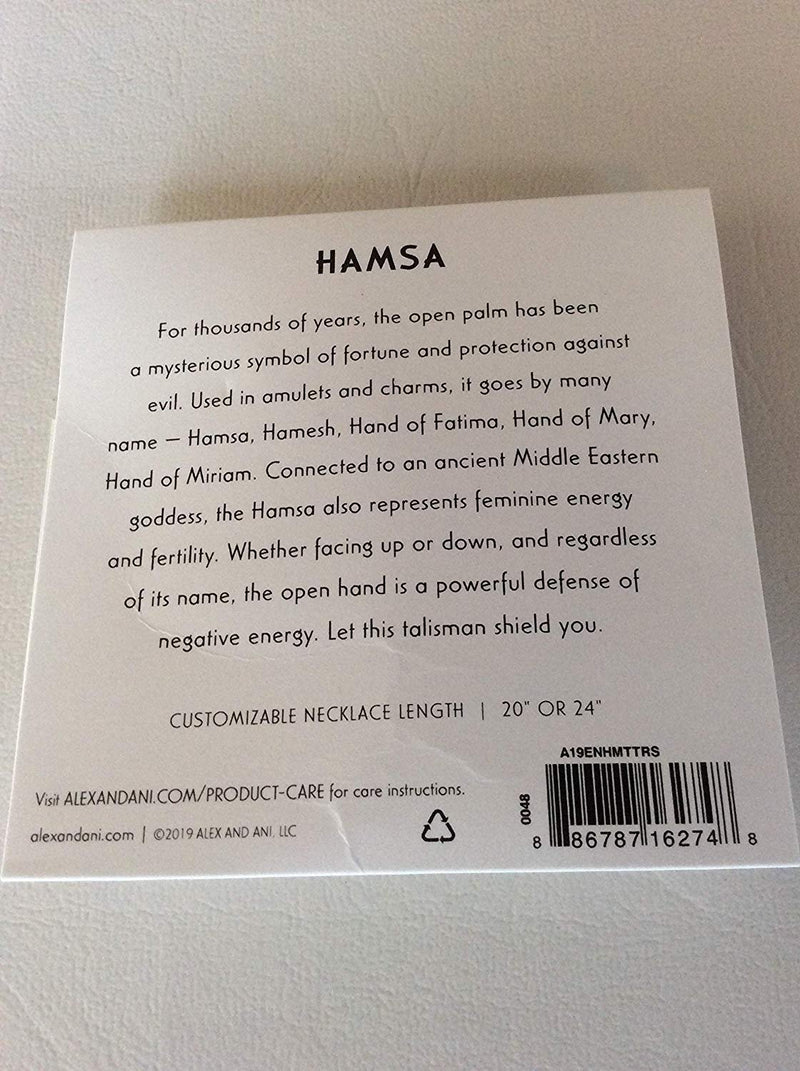 HAMSA
For thousands of years, the open palm has been
a mysterious symbol of fortune and protection against
evil. Used in amulets and charms, it goes by many
name – Hamsa, Hamesh, Hand of Fatima, Hand of Mary,
Hand of Miriam. Connected to an ancient Middle Eastern
goddess, the Hamsa also represents feminine energy
and fertility. Whether facing up or down, and regardless
of its name, the open hand is a powerful defense of
negative energy. Let this talisman shield you.
CUSTOMIZABLE NECKLACE LENGTH | 20" OR 24"
A19ENHMTTRS
Visit ALEXANDANI.COM/PRODUCT-CARE for care instructions.
alexandani.com | ©2019 ALEX AND ANI, LLC
0048
8 86787 16274 8